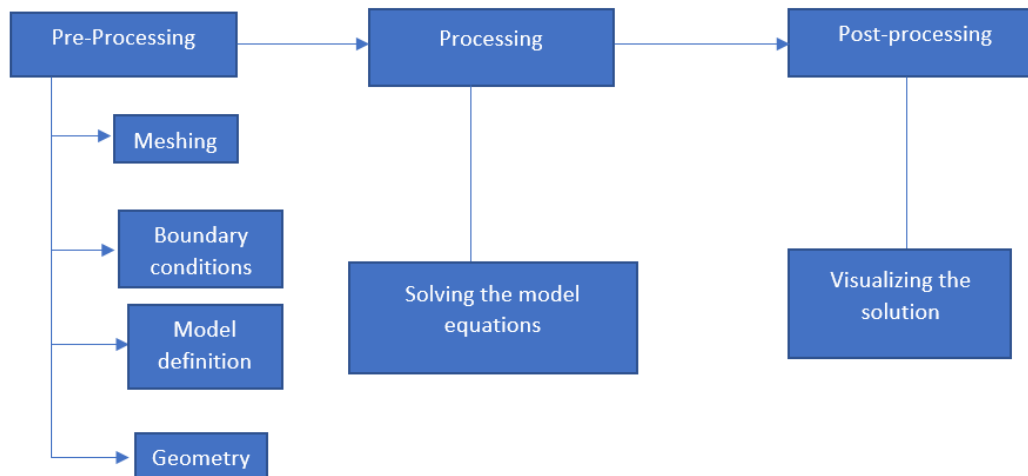 Pre-Processing
Processing
Post-processing
Meshing
Boundary
conditions
Model
definition
Geometry
Solving the model
equations
Visualizing the
solution